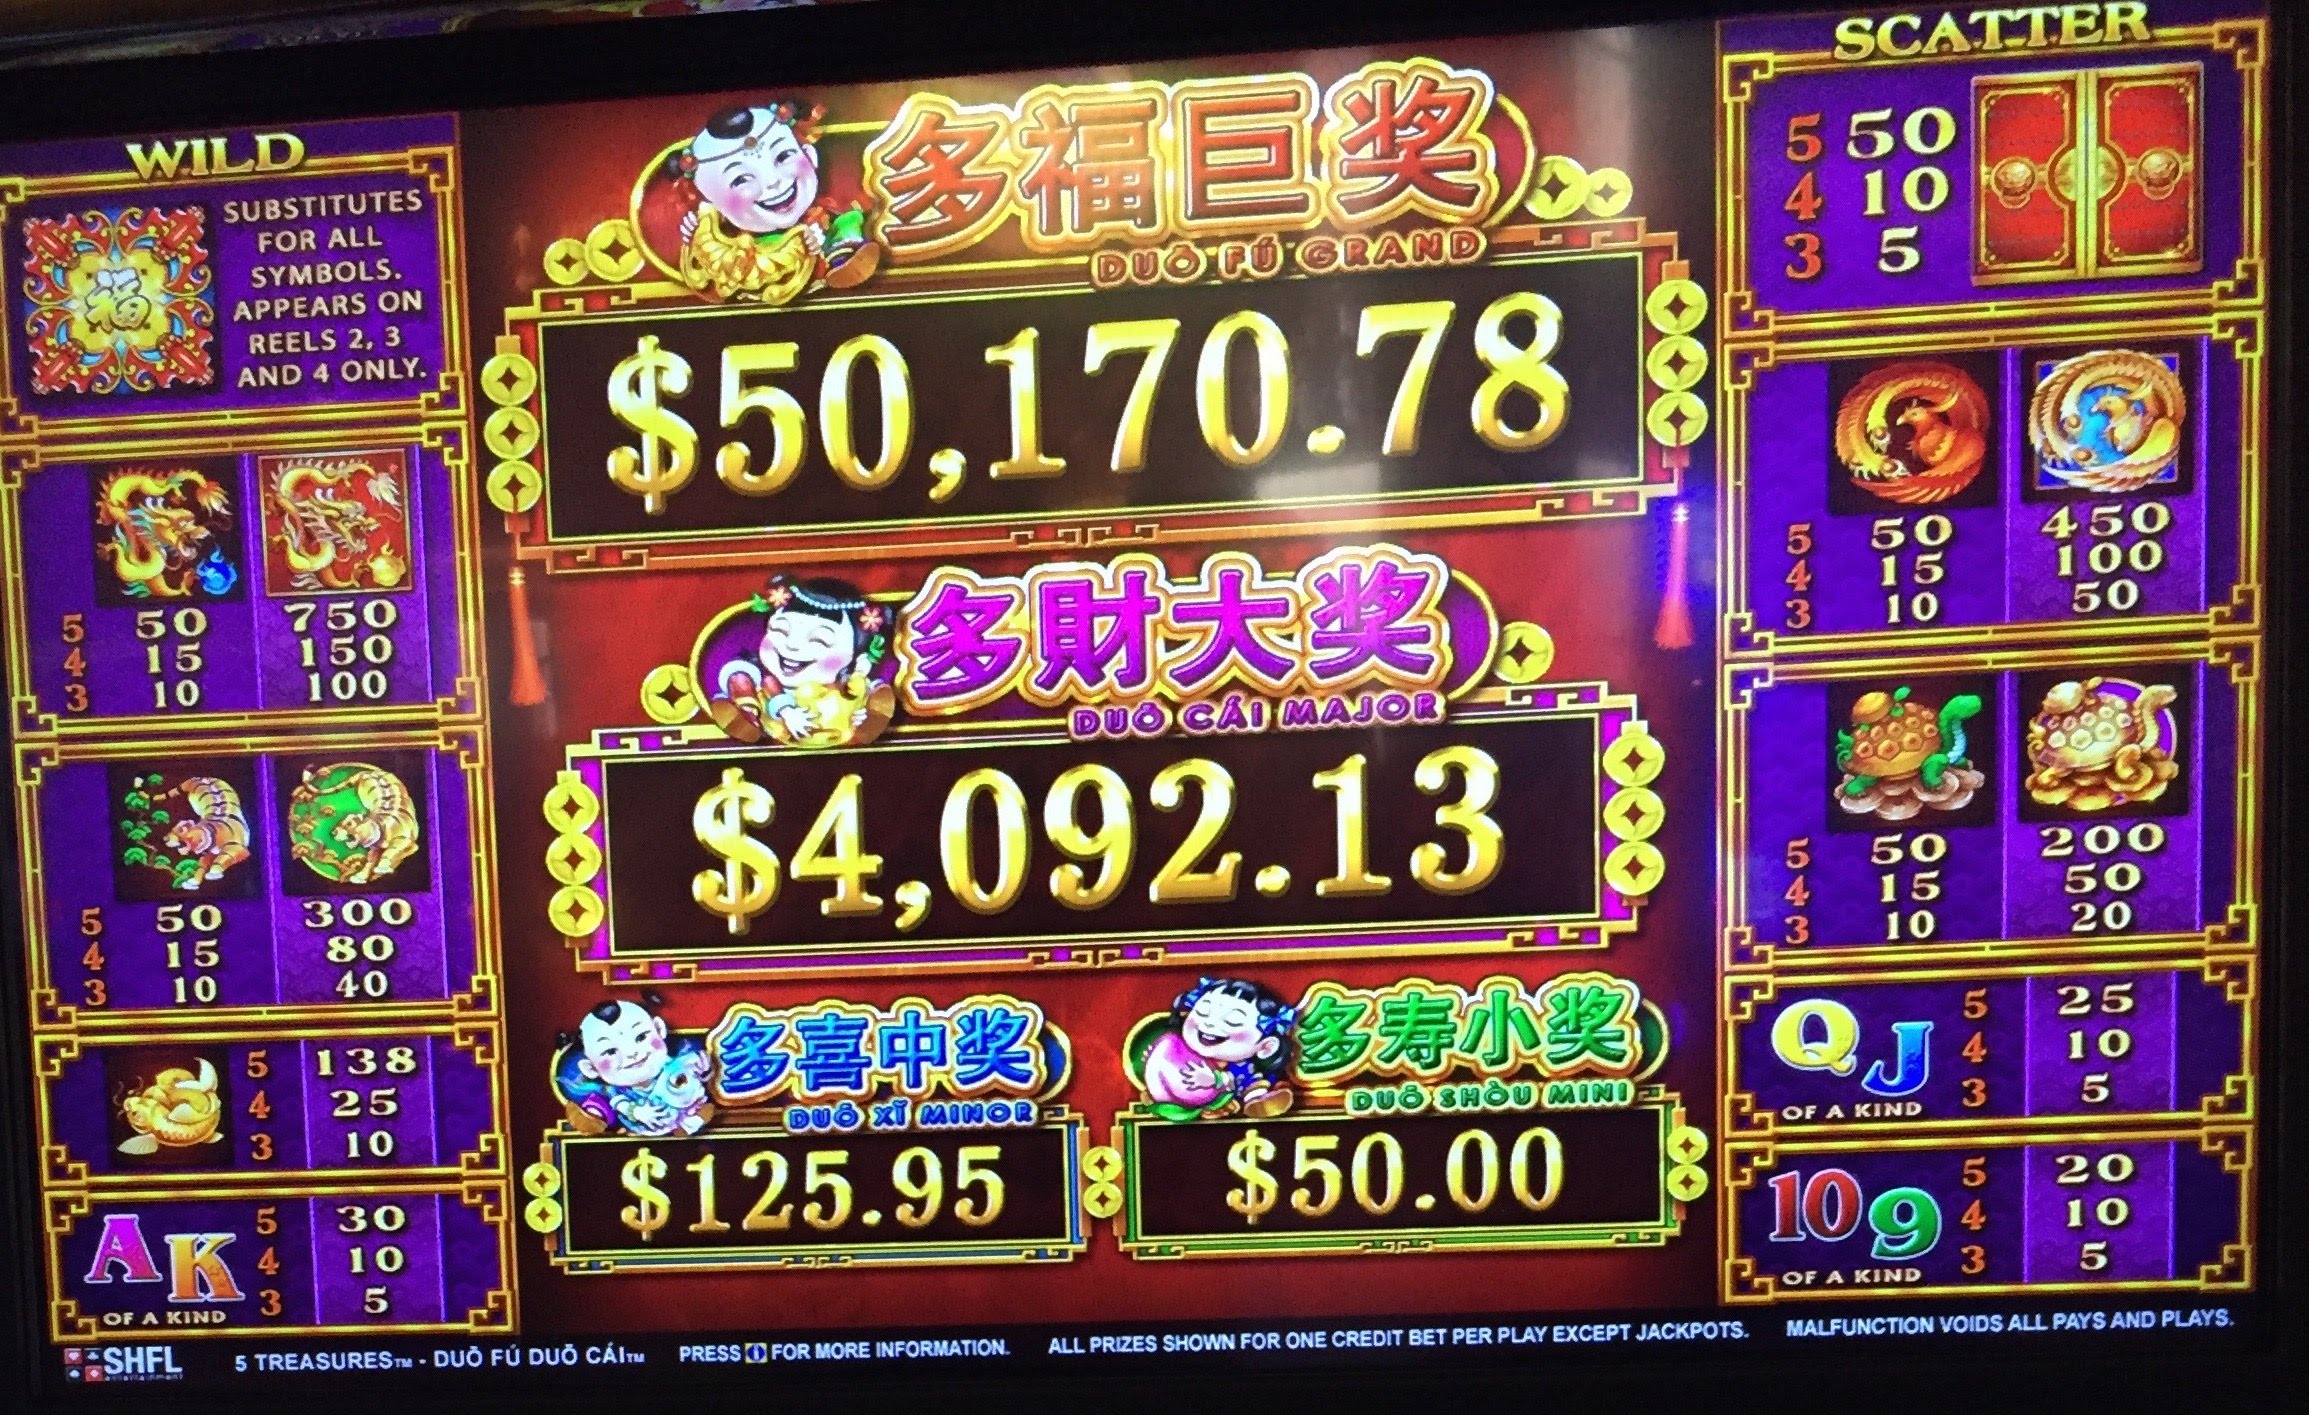 WILD
福
SUBSTITUTES
FOR ALL
SYMBOLS.
APPEARS ON
REELS 2, 3
AND 4 ONLY.
5 50 750
4 15 150
3 10 100
5 50 300
4 15 80
3 10 40
5 138
4 25
3 10
A K
OF A KIND
5 30
4 10
3 5
多福巨奖
DUŌ FÚ GRAND
$50,170.78
多財大奖
DUŌ CÁI MAJOR
$4,092.13
多喜中奖
DUŌ XǏ MINOR
$125.95
多寿小奖
DUŌ SHÒU MINI
$50.00
SCATTER
5 50
4 10
3 5
5 50 450
4 15 100
3 10 50
5 50 200
4 15 50
3 10 20
Q J
OF A KIND
5 25
4 10
3 5
10 9
OF A KIND
5 20
4 10
3 5
SHFL
entertainment
5 TREASURES™ - DUŌ FÚ DUŌ CÁI™
PRESS i FOR MORE INFORMATION.
ALL PRIZES SHOWN FOR ONE CREDIT BET PER PLAY EXCEPT JACKPOTS.
MALFUNCTION VOIDS ALL PAYS AND PLAYS.